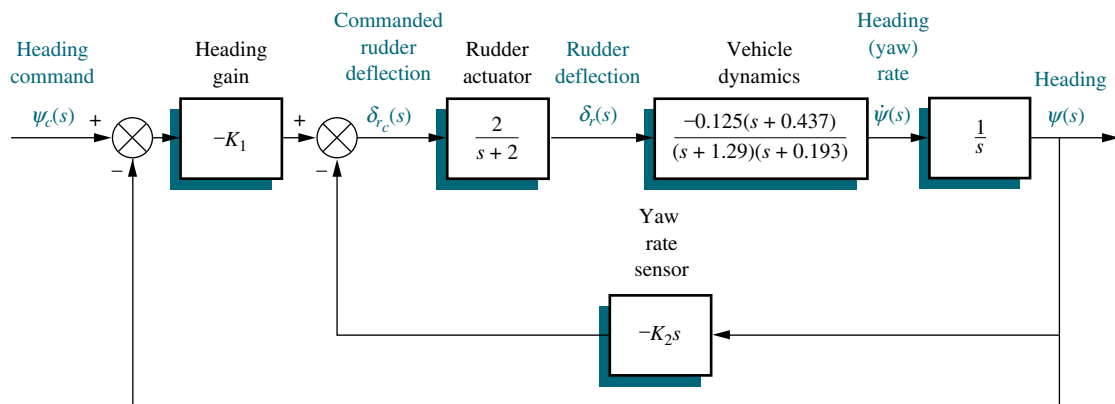 Heading
command
ψc(s)
+
−
Heading
gain
−K1
+
−
Commanded
rudder
deflection
δrc(s)
Rudder
actuator
2
s + 2
Rudder
deflection
δr(s)
Vehicle
dynamics
−0.125(s + 0.437)
(s + 1.29)(s + 0.193)
Heading
(yaw)
rate
ψ̇(s)
1
s
Heading
ψ(s)
Yaw
rate
sensor
−K2s